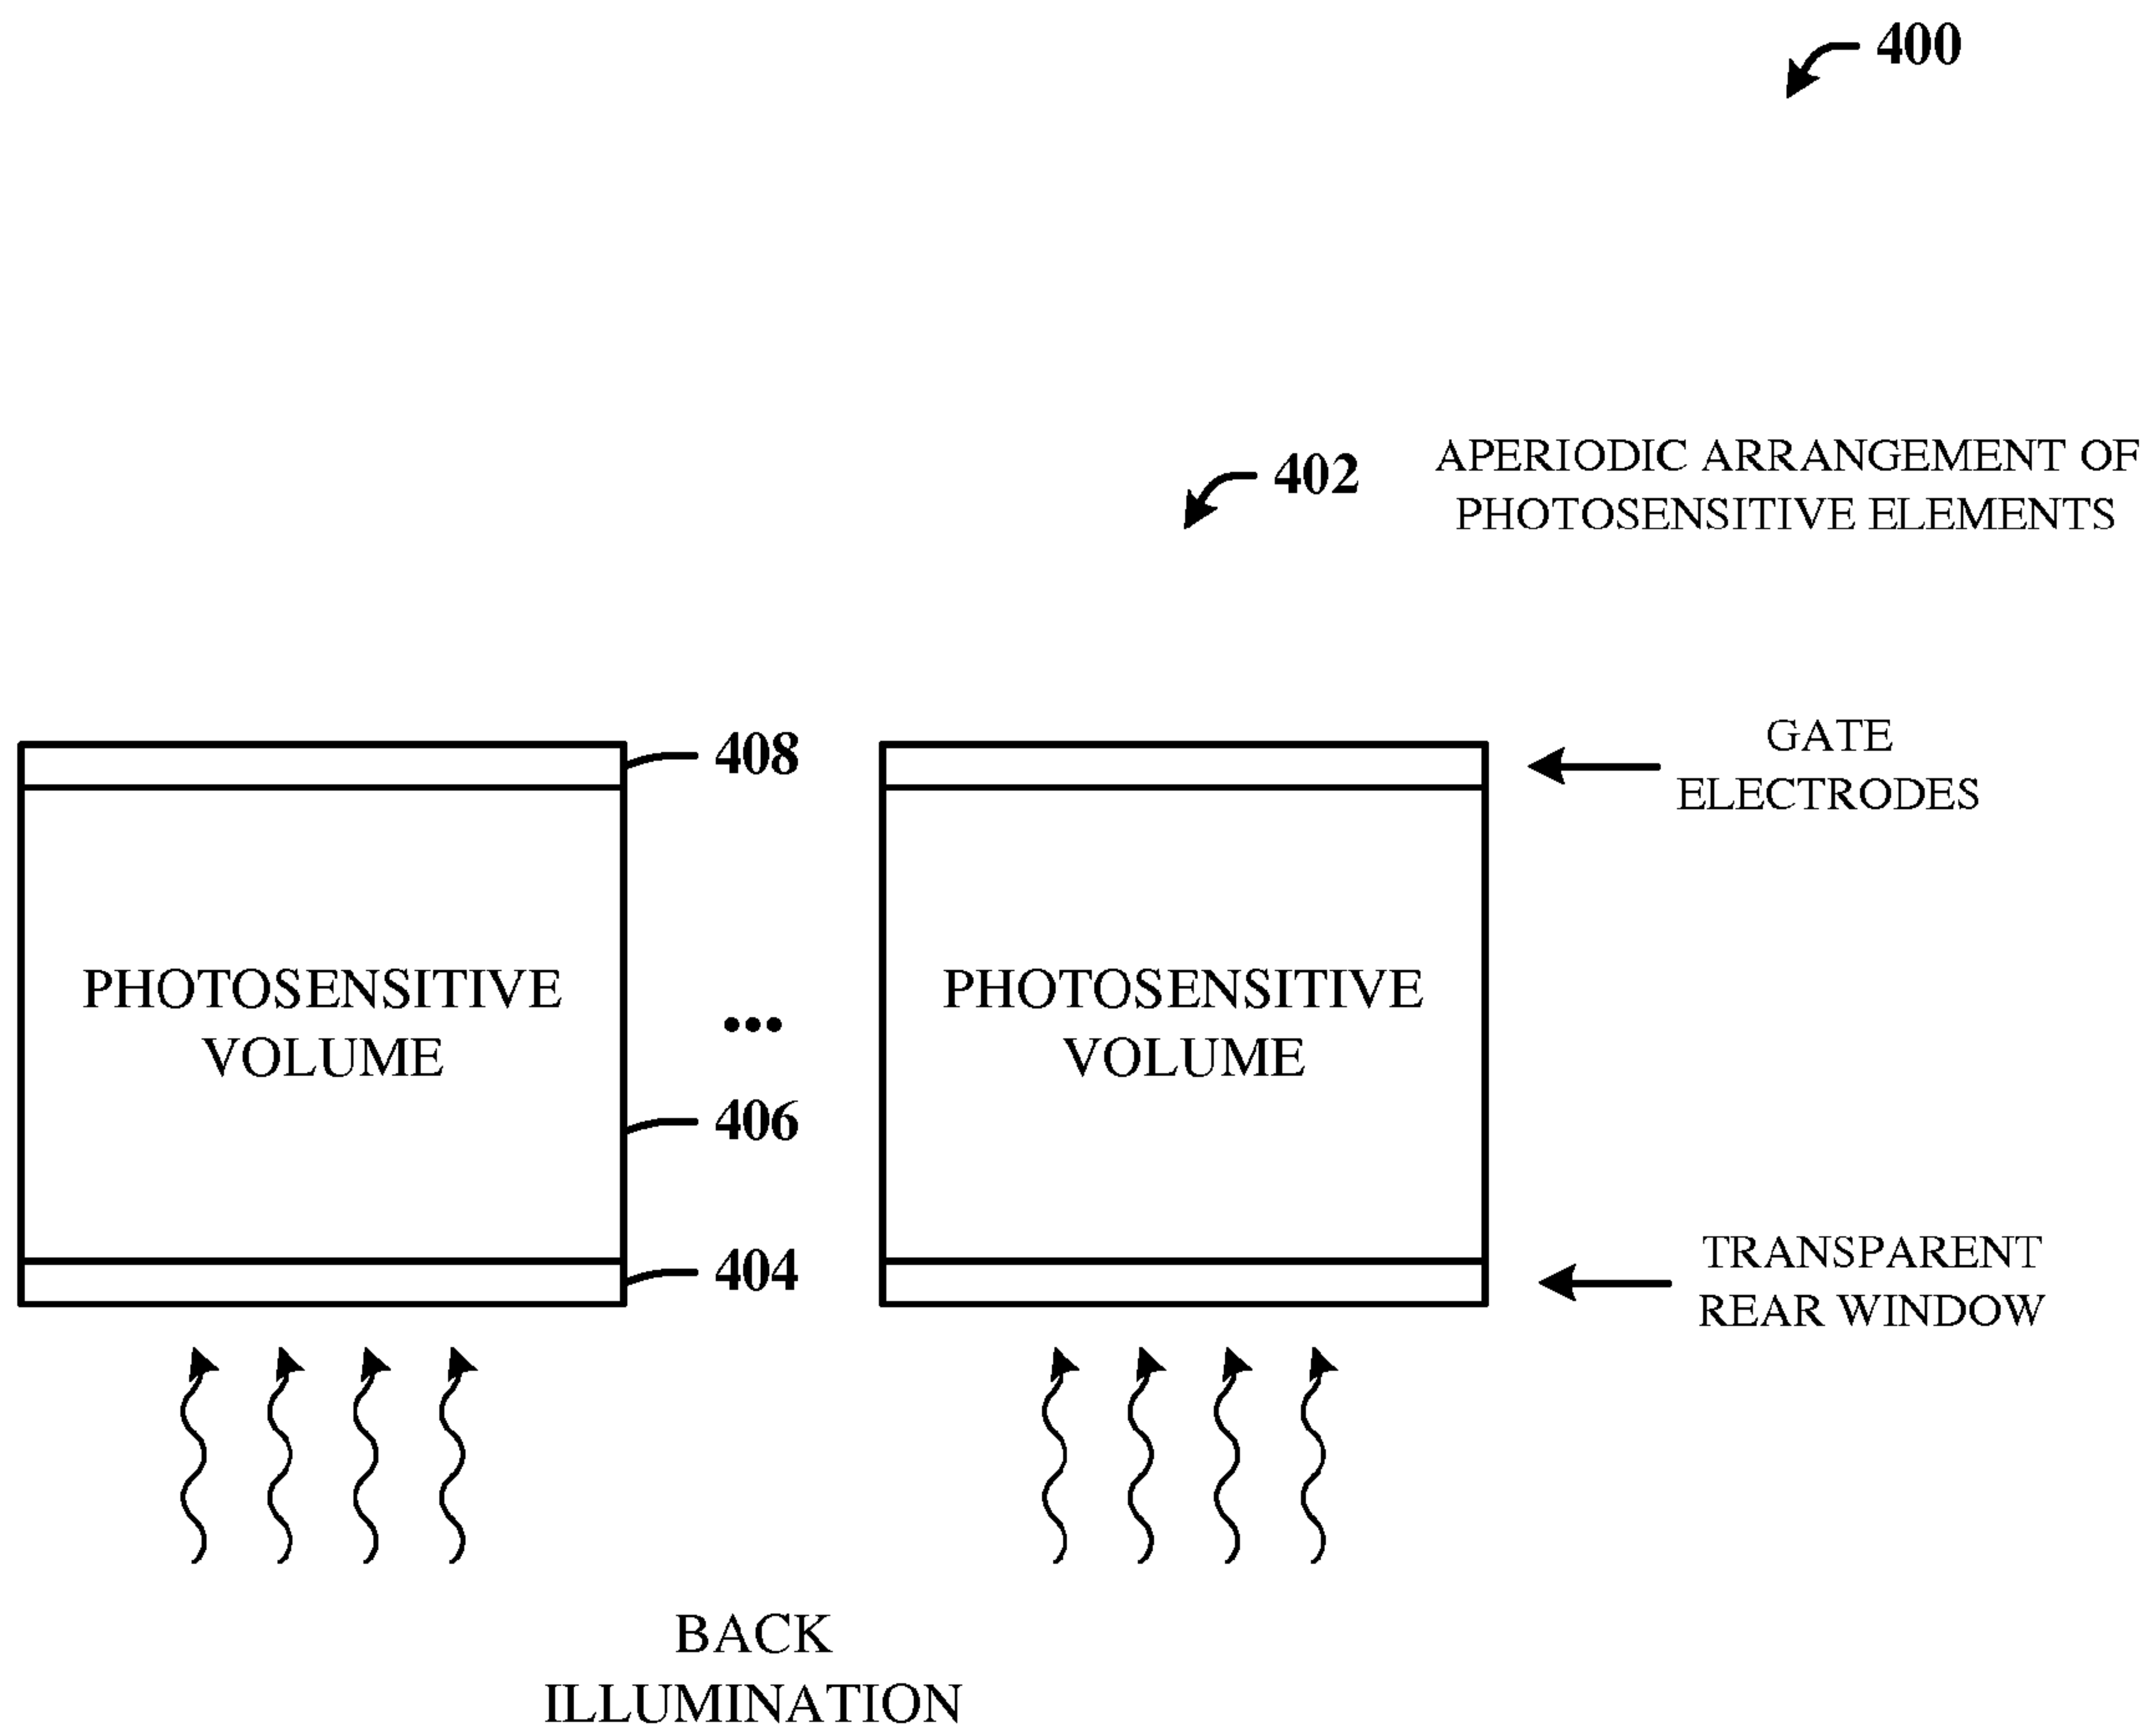 400
402
APERIODIC ARRANGEMENT OF
PHOTOSENSITIVE ELEMENTS
408
GATE
ELECTRODES
PHOTOSENSITIVE
VOLUME
...
PHOTOSENSITIVE
VOLUME
406
404
TRANSPARENT
REAR WINDOW
BACK
ILLUMINATION